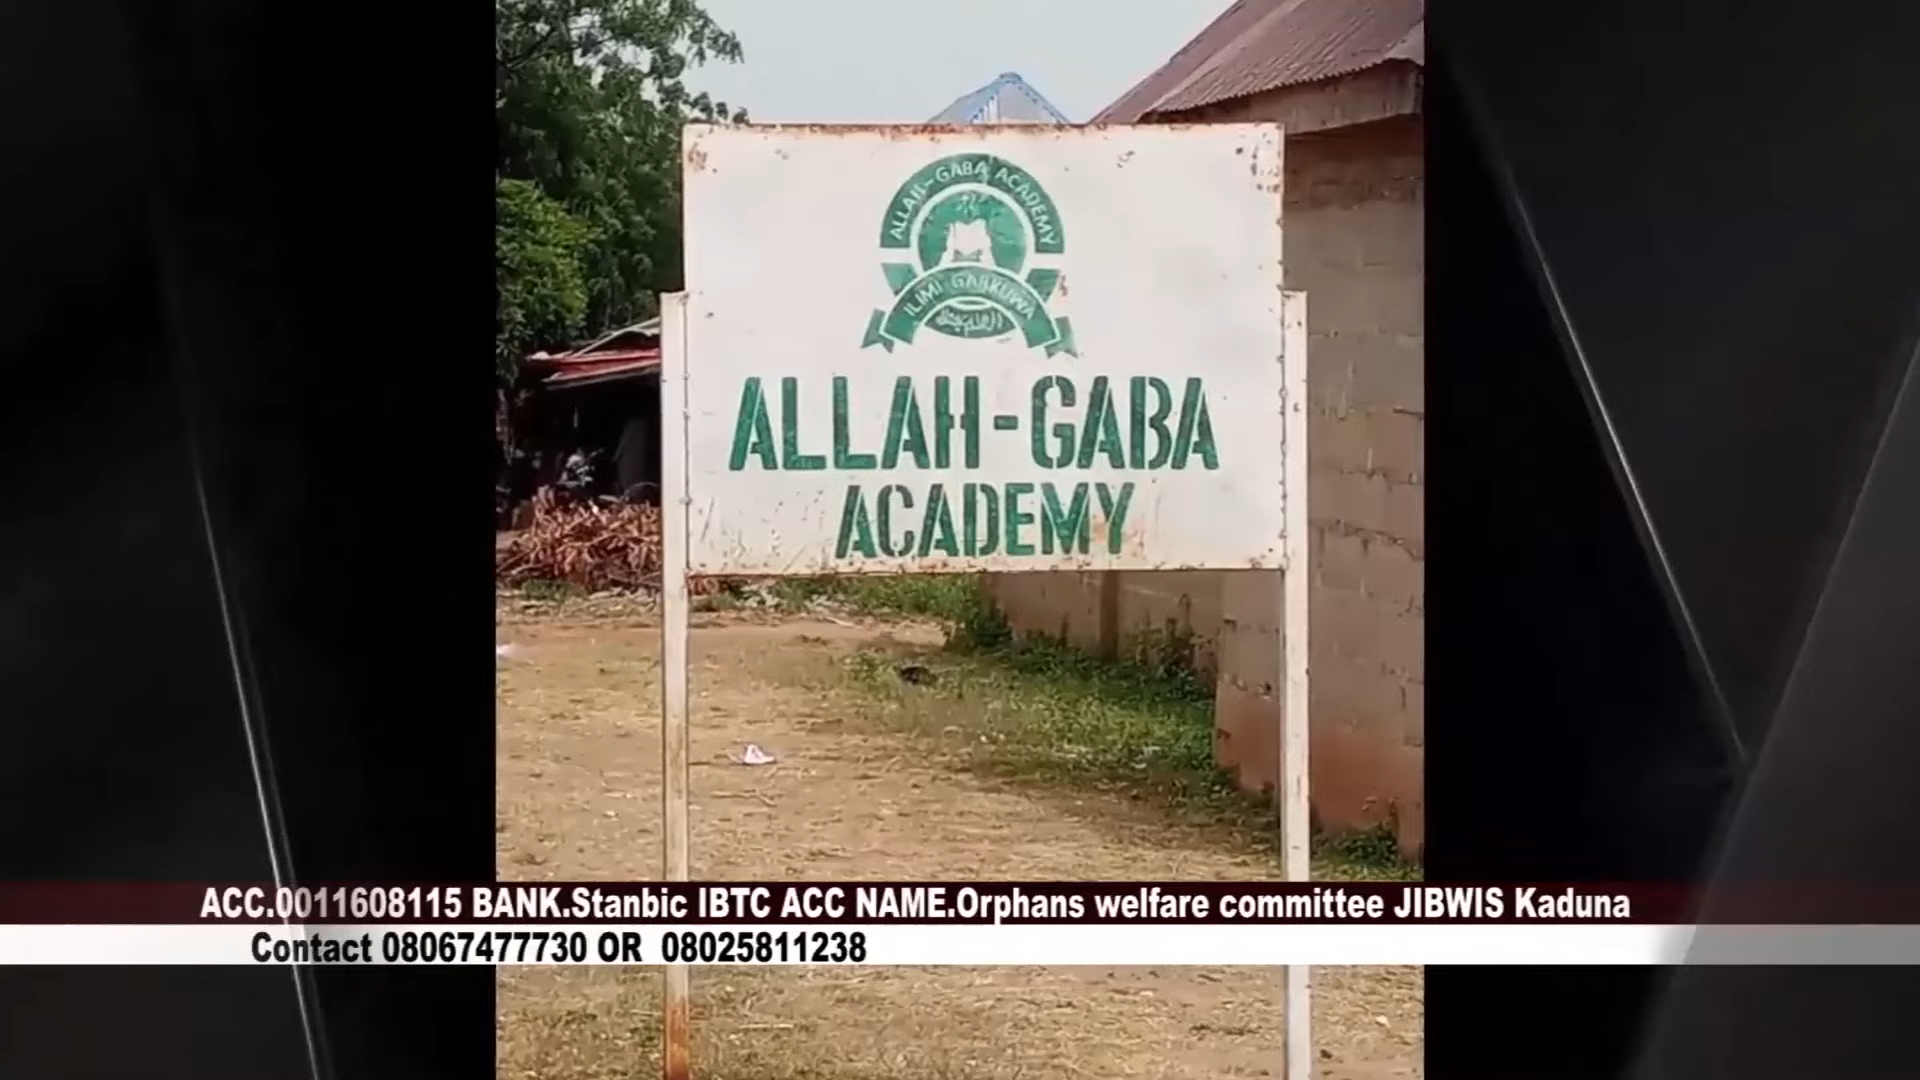 ALLAH-GABA ACADEMY
ILIMI GARKUWA
ALLAH-GABA
ACADEMY
ACC.0011608115 BANK.Stanbic IBTC ACC NAME.Orphans welfare committee JIBWIS Kaduna
Contact 08067477730 OR 08025811238